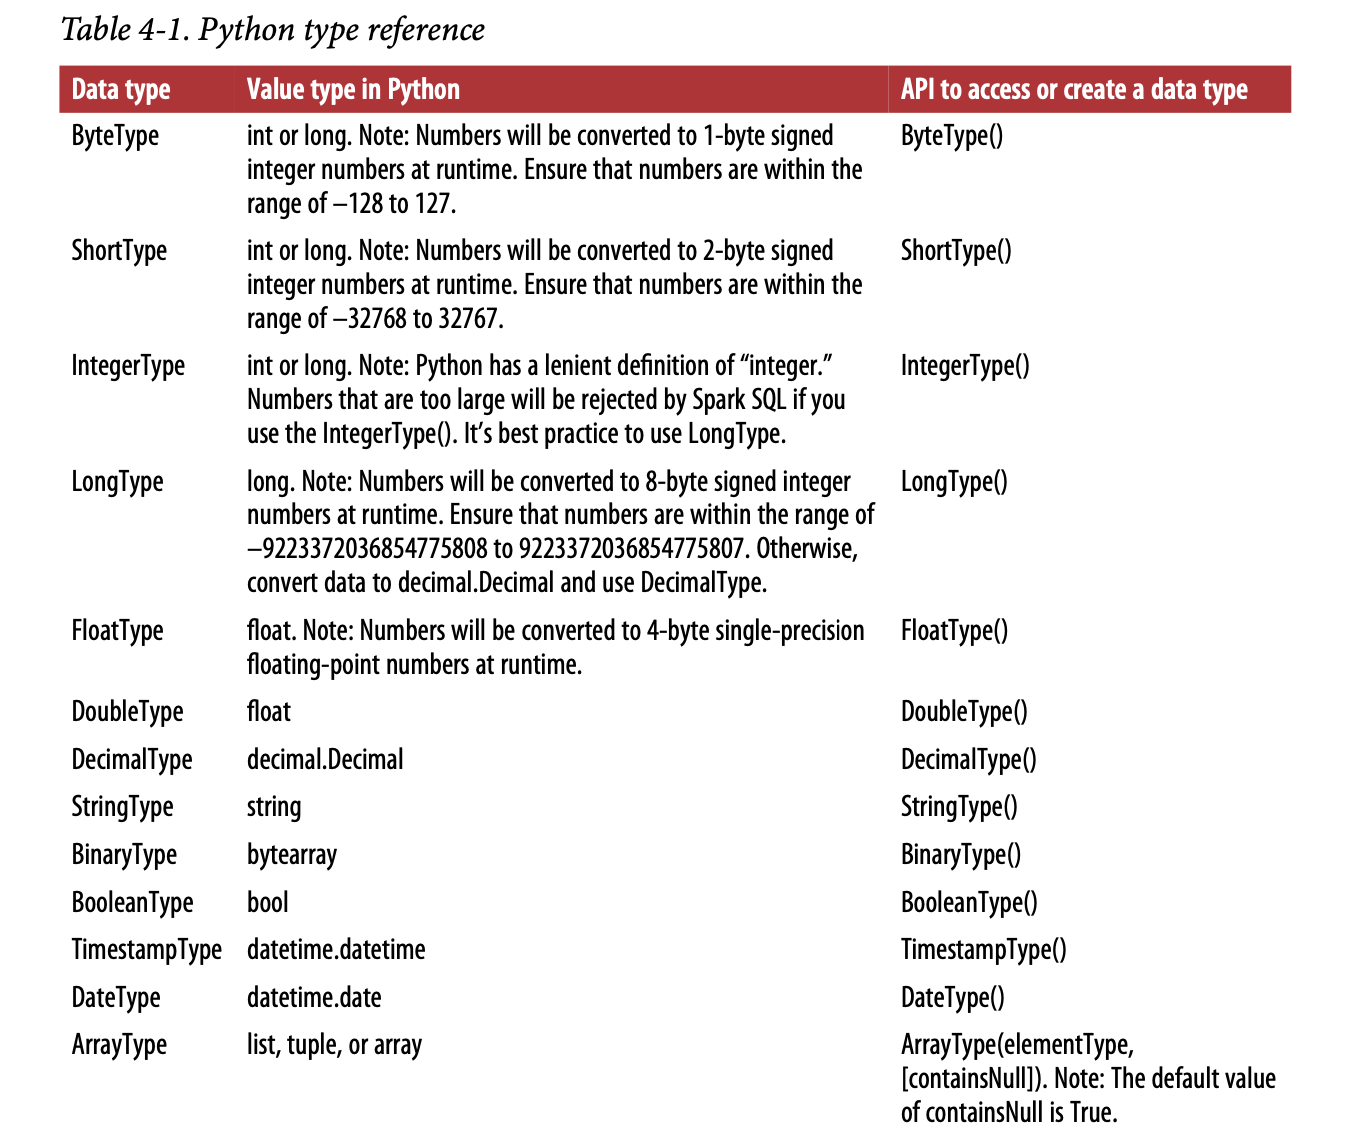 Table 4-1. Python type reference
Data type Value type in Python API to access or create a data type
ByteType int or long. Note: Numbers will be converted to 1-byte signed ByteType()
integer numbers at runtime. Ensure that numbers are within the
range of –128 to 127.
ShortType int or long. Note: Numbers will be converted to 2-byte signed ShortType()
integer numbers at runtime. Ensure that numbers are within the
range of –32768 to 32767.
IntegerType int or long. Note: Python has a lenient definition of “integer.” IntegerType()
Numbers that are too large will be rejected by Spark SQL if you
use the IntegerType(). It’s best practice to use LongType.
LongType long. Note: Numbers will be converted to 8-byte signed integer LongType()
numbers at runtime. Ensure that numbers are within the range of
–9223372036854775808 to 9223372036854775807. Otherwise,
convert data to decimal.Decimal and use DecimalType.
FloatType float. Note: Numbers will be converted to 4-byte single-precision FloatType()
floating-point numbers at runtime.
DoubleType float DoubleType()
DecimalType decimal.Decimal DecimalType()
StringType string StringType()
BinaryType bytearray BinaryType()
BooleanType bool BooleanType()
TimestampType datetime.datetime TimestampType()
DateType datetime.date DateType()
ArrayType list, tuple, or array ArrayType(elementType,
[containsNull]). Note: The default value
of containsNull is True.